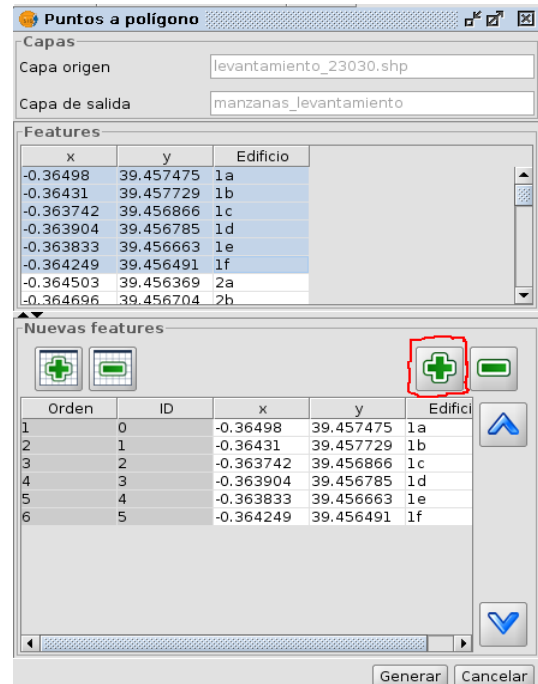 Puntos a polígono
Capas
Capa origen levantamiento_23030.shp
Capa de salida manzanas_levantamiento
Features
x y Edificio
-0.36498 39.457475 1a
-0.36431 39.457729 1b
-0.363742 39.456866 1c
-0.363904 39.456785 1d
-0.363833 39.456663 1e
-0.364249 39.456491 1f
-0.364503 39.456369 2a
-0.364696 39.456704 2b
Nuevas features
Orden ID x y Edifici
1 0 -0.36498 39.457475 1a
2 1 -0.36431 39.457729 1b
3 2 -0.363742 39.456866 1c
4 3 -0.363904 39.456785 1d
5 4 -0.363833 39.456663 1e
6 5 -0.364249 39.456491 1f
Generar Cancelar